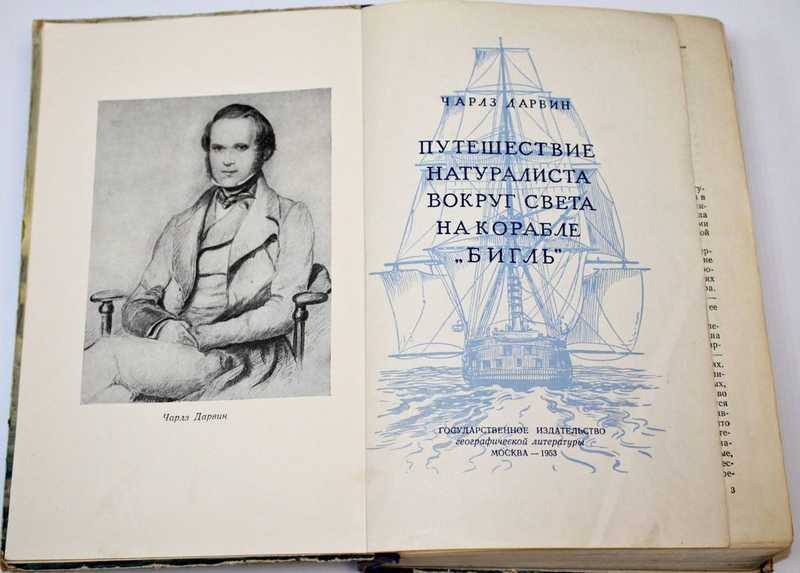 Чарлз Дарвин
ЧАРЛЗ ДАРВИН
ПУТЕШЕСТВИЕ
НАТУРАЛИСТА
ВОКРУГ СВЕТА
НА КОРАБЛЕ
„БИГЛЬ"
ГОСУДАРСТВЕННОЕ ИЗДАТЕЛЬСТВО
географической литературы
МОСКВА — 1953
3